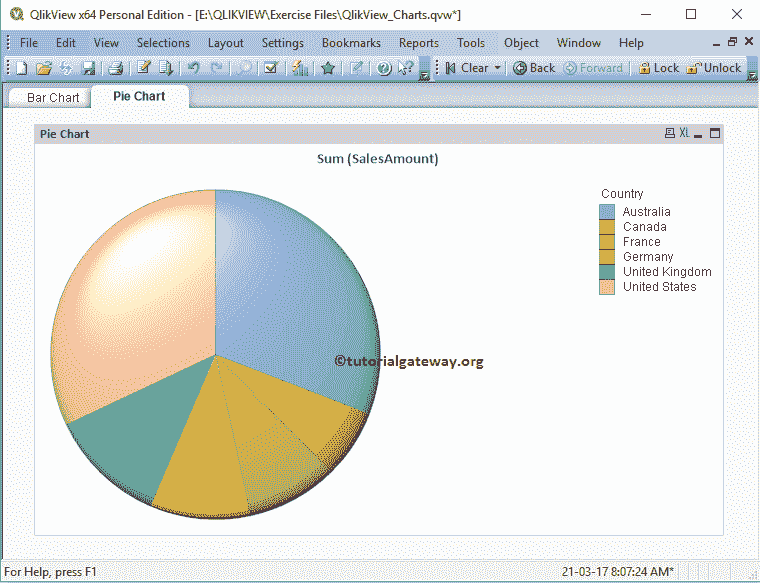 QlikView x64 Personal Edition - [E:\QLIKVIEW\Exercise Files\QlikView_Charts.qvw*]
File Edit View Selections Layout Settings Bookmarks Reports Tools Object Window Help
Clear Back Forward Lock Unlock
Bar Chart Pie Chart
Pie Chart XL
Sum (SalesAmount)
Country
Australia
Canada
France
Germany
United Kingdom
United States
©tutorialgateway.org
For Help, press F1 21-03-17 8:07:24 AM*